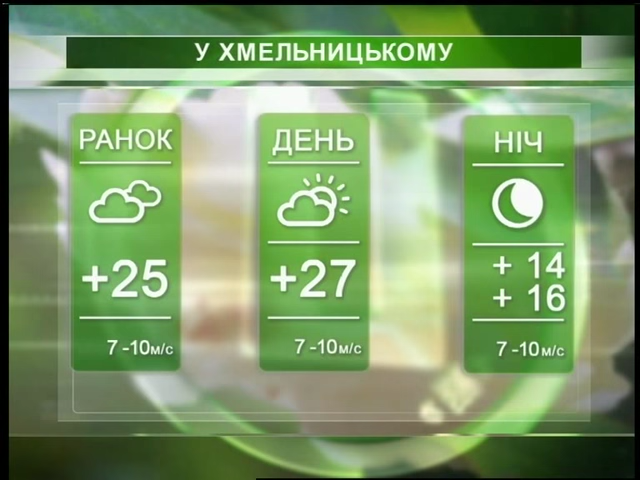 У ХМЕЛЬНИЦЬКОМУ
РАНОК
+25
7 -10м/с
ДЕНЬ
+27
7 -10м/с
НІЧ
+ 14
+ 16
7 -10м/с